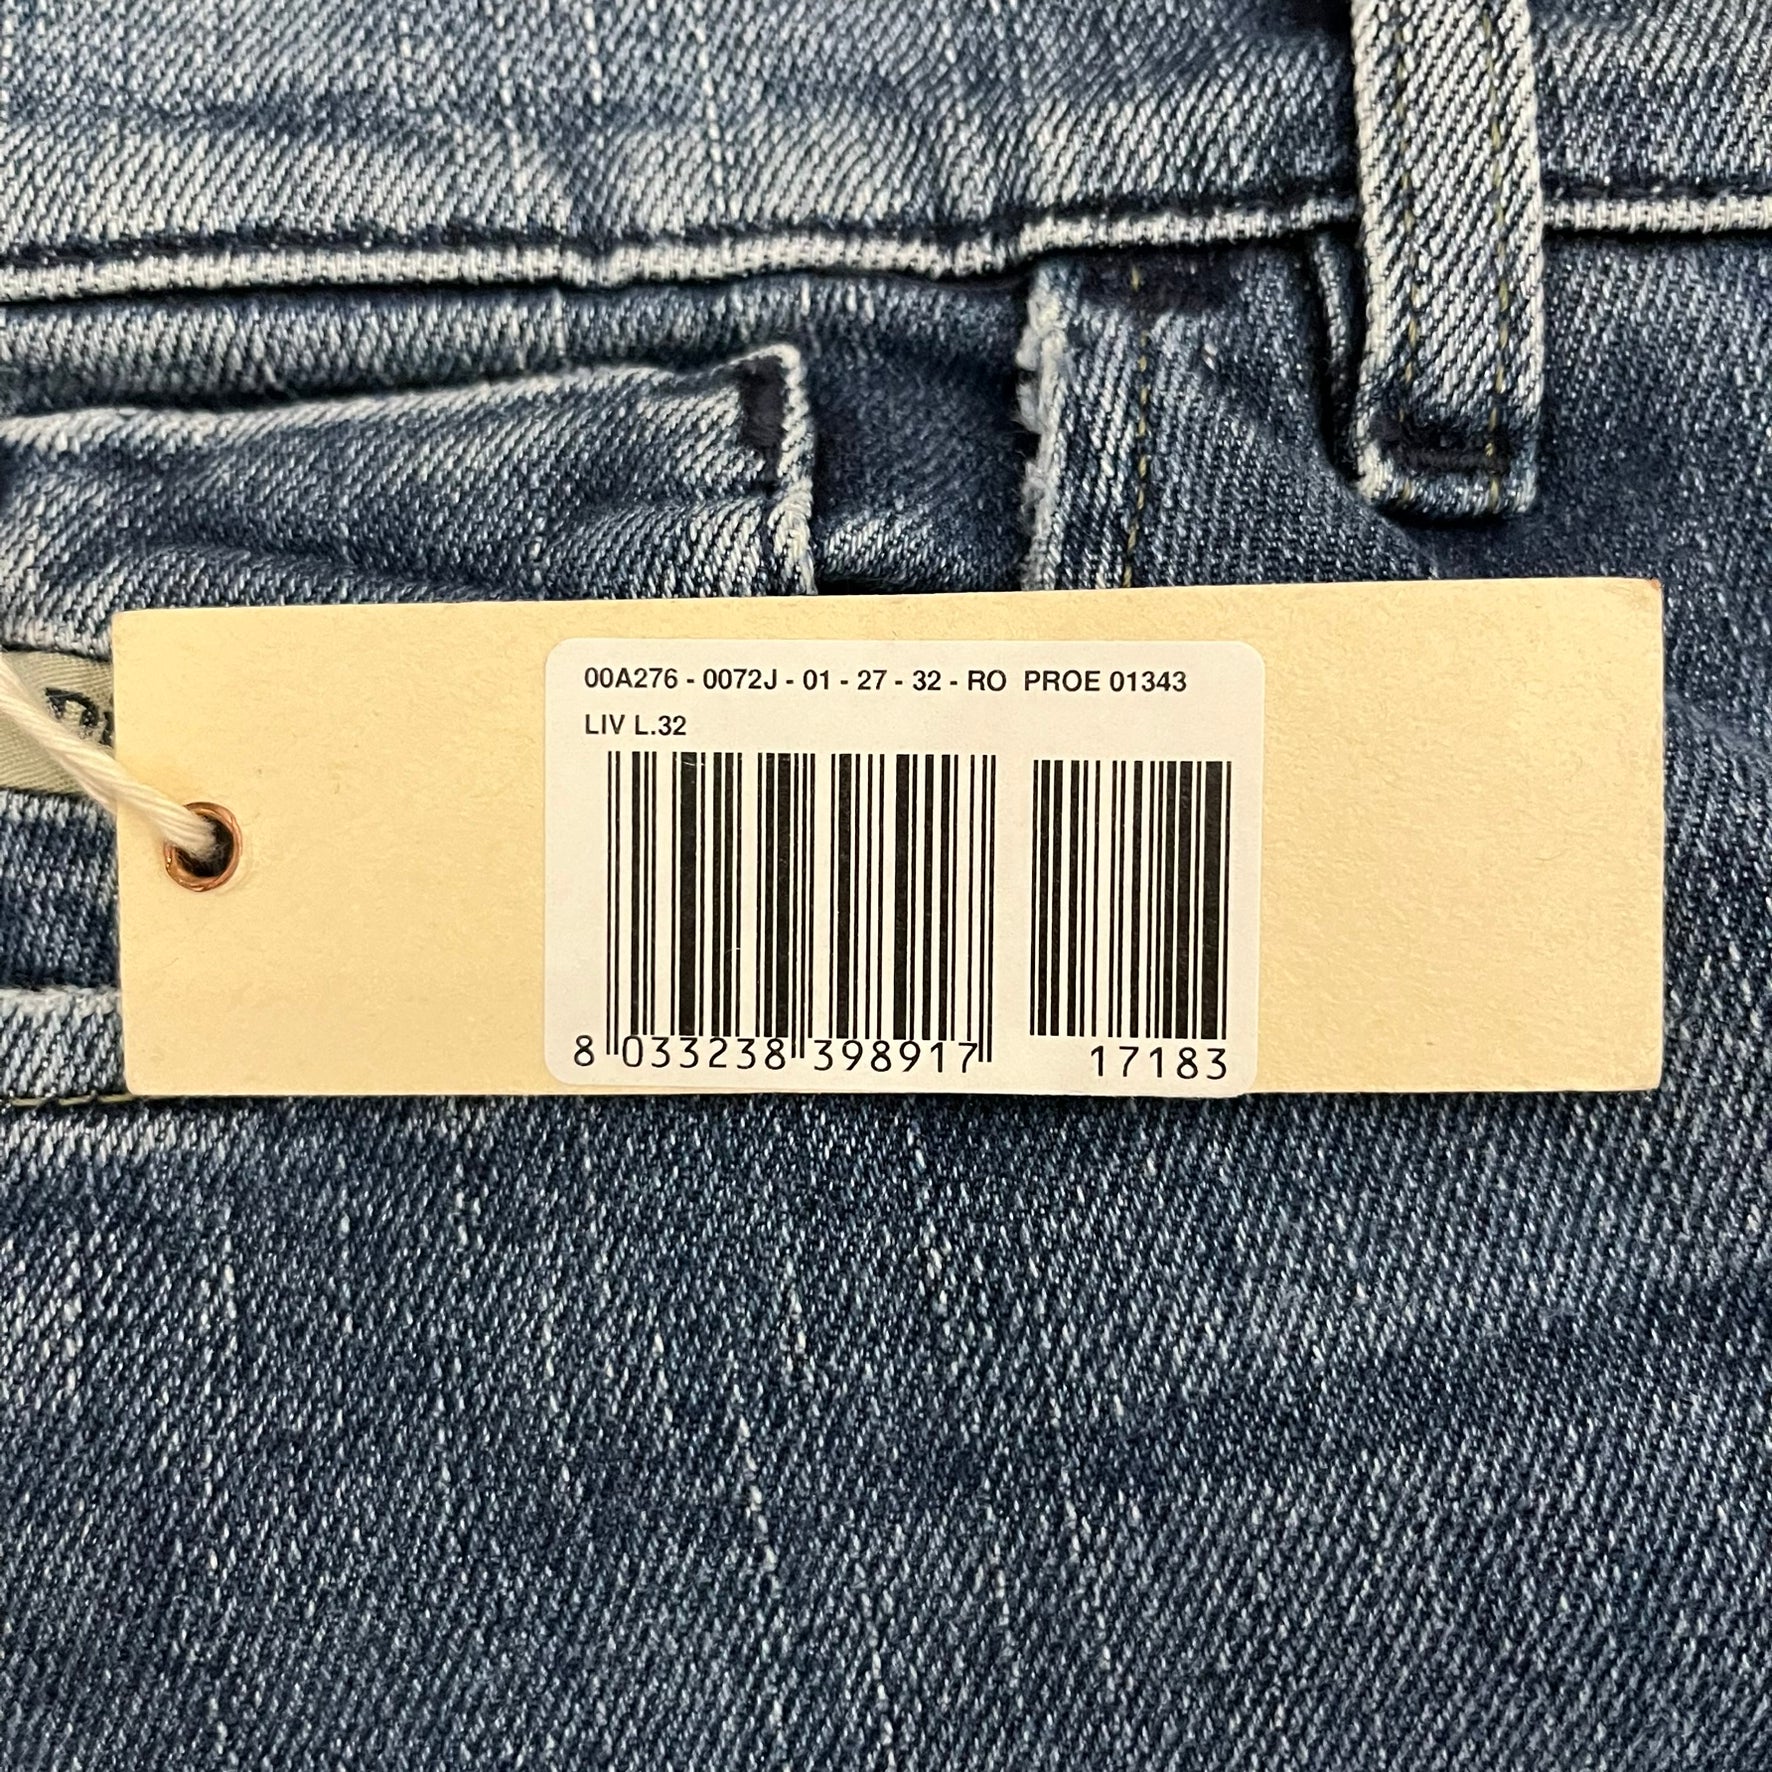 00A276 - 0072J - 01 - 27 - 32 - RO PROE 01343
LIV L.32
8 033238 398917
17183